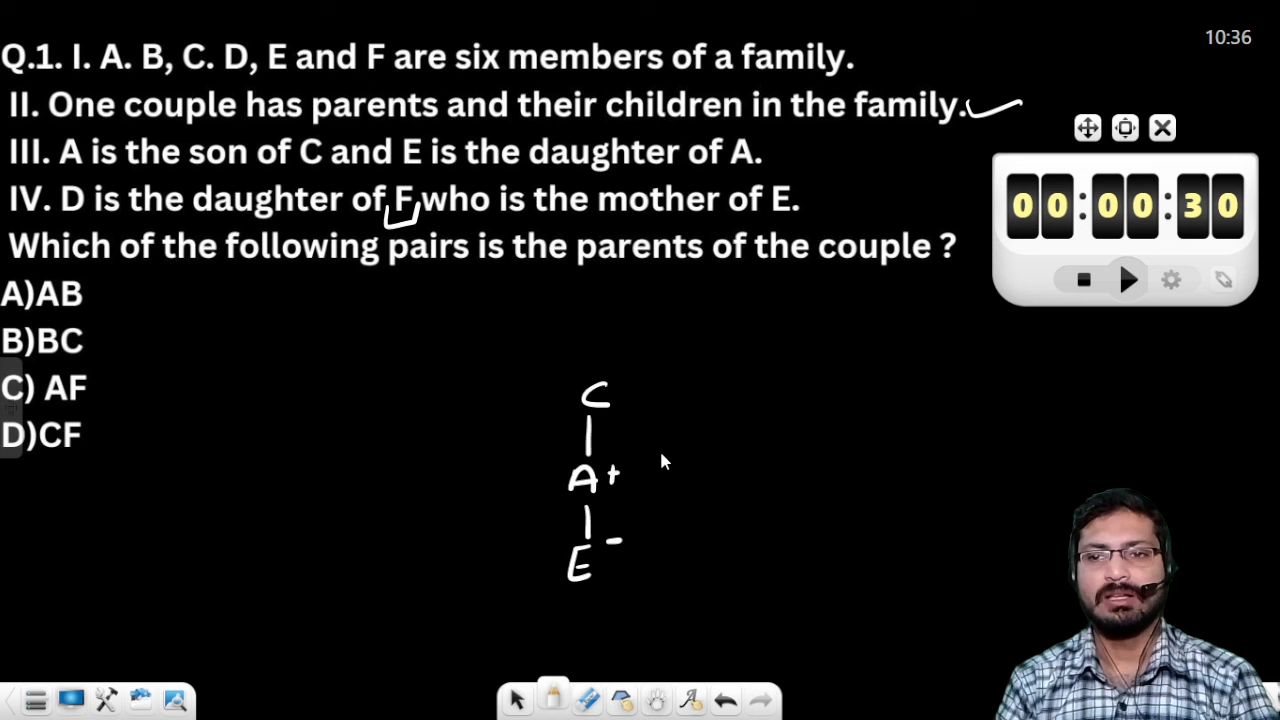 10:36
Q.1. I. A. B, C. D, E and F are six members of a family.
II. One couple has parents and their children in the family.
III. A is the son of C and E is the daughter of A.
IV. D is the daughter of F who is the mother of E.
Which of the following pairs is the parents of the couple ?
A)AB
B)BC
C) AF
D)CF
00:00:30
C
A+
E -